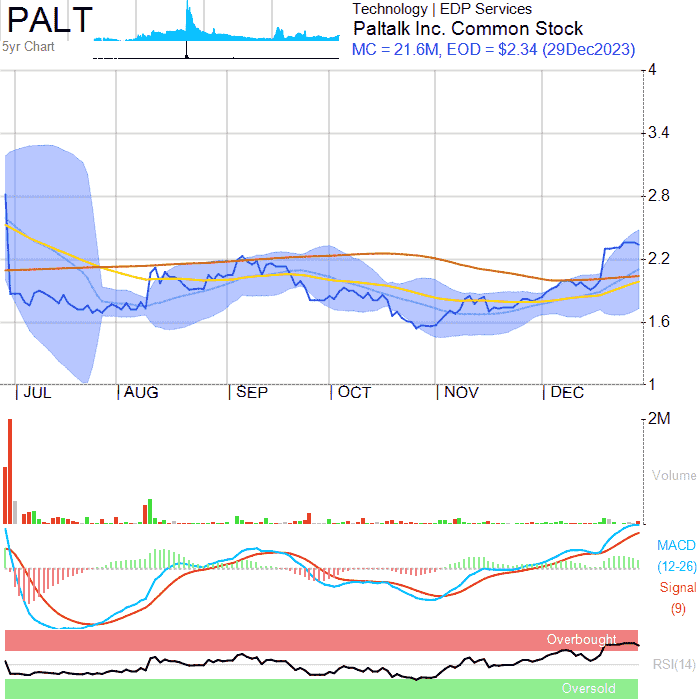 PALT
5yr Chart
Technology | EDP Services
Paltalk Inc. Common Stock
MC = 21.6M, EOD = $2.34 (29Dec2023)
4
3.4
2.8
2.2
1.6
1
JUL AUG SEP OCT NOV DEC
2M
Volume
MACD
(12-26)
Signal
(9)
Overbought
RSI(14)
Oversold